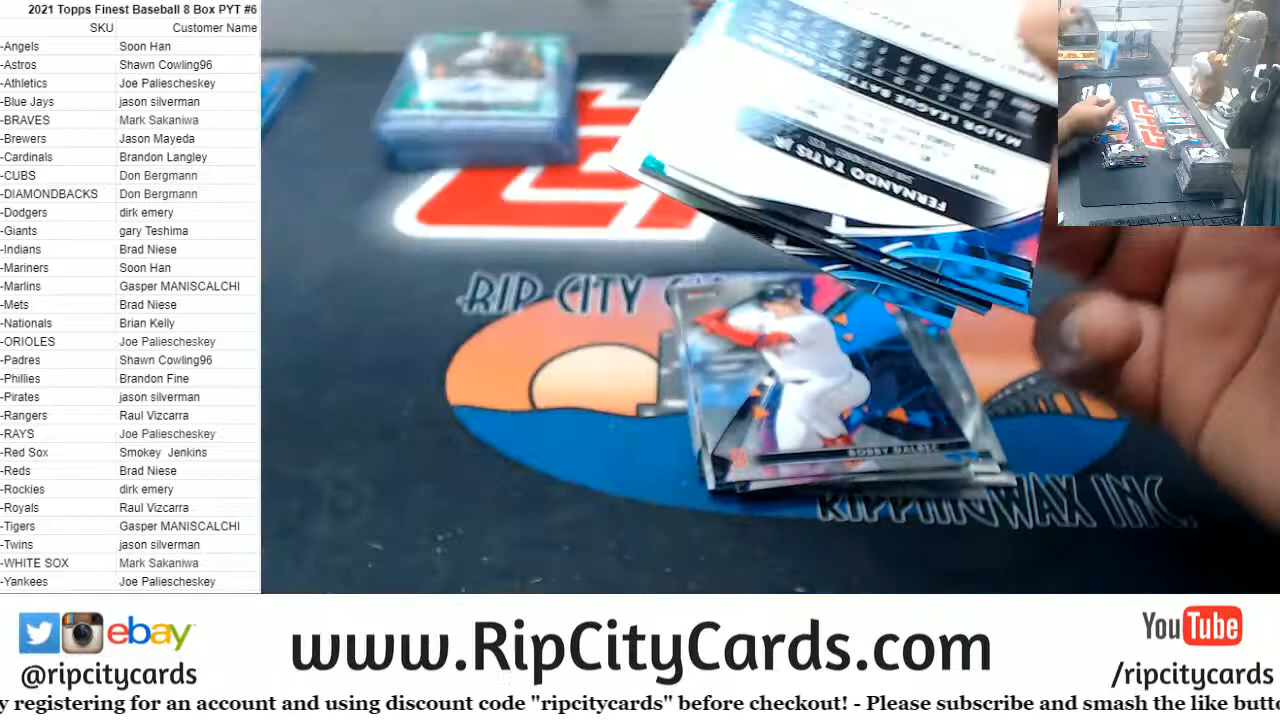 2021 Topps Finest Baseball 8 Box PYT #6
SKU Customer Name
-Angels Soon Han
-Astros Shawn Cowling96
-Athletics Joe Paliescheskey
-Blue Jays jason silverman
-BRAVES Mark Sakaniwa
-Brewers Jason Mayeda
-Cardinals Brandon Langley
-CUBS Don Bergmann
-DIAMONDBACKS Don Bergmann
-Dodgers dirk emery
-Giants gary Teshima
-Indians Brad Niese
-Mariners Soon Han
-Marlins Gasper MANISCALCHI
-Mets Brad Niese
-Nationals Brian Kelly
-ORIOLES Joe Paliescheskey
-Padres Shawn Cowling96
-Phillies Brandon Fine
-Pirates jason silverman
-Rangers Raul Vizcarra
-RAYS Joe Paliescheskey
-Red Sox Smokey Jenkins
-Reds Brad Niese
-Rockies dirk emery
-Royals Raul Vizcarra
-Tigers Gasper MANISCALCHI
-Twins jason silverman
-WHITE SOX Mark Sakaniwa
-Yankees Joe Paliescheskey
MAJOR LEAGUE BATTING
FERNANDO TATIS JR
RIP CITY
BOBBY DALBEC
RIPPINWAX INC.
ebay
@ripcitycards
www.RipCityCards.com
YouTube
/ripcitycards
y registering for an account and using discount code "ripcitycards" before checkout! - Please subscribe and smash the like butt